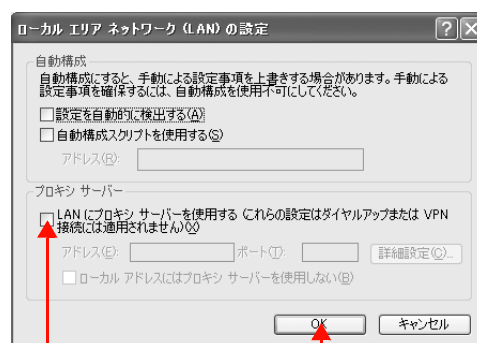 ローカル エリア ネットワーク (LAN) の設定
自動構成
自動構成にすると、手動による設定事項を上書きする場合があります。手動による
設定事項を確保するには、自動構成を使用不可にしてください。
設定を自動的に検出する(A)
自動構成スクリプトを使用する(S)
アドレス(R):
プロキシ サーバー
LAN にプロキシ サーバーを使用する (これらの設定はダイヤルアップまたは VPN
接続には適用されません)(X)
アドレス(E): ポート(T): 詳細設定(C)...
ローカル アドレスにはプロキシ サーバーを使用しない(B)
OK キャンセル